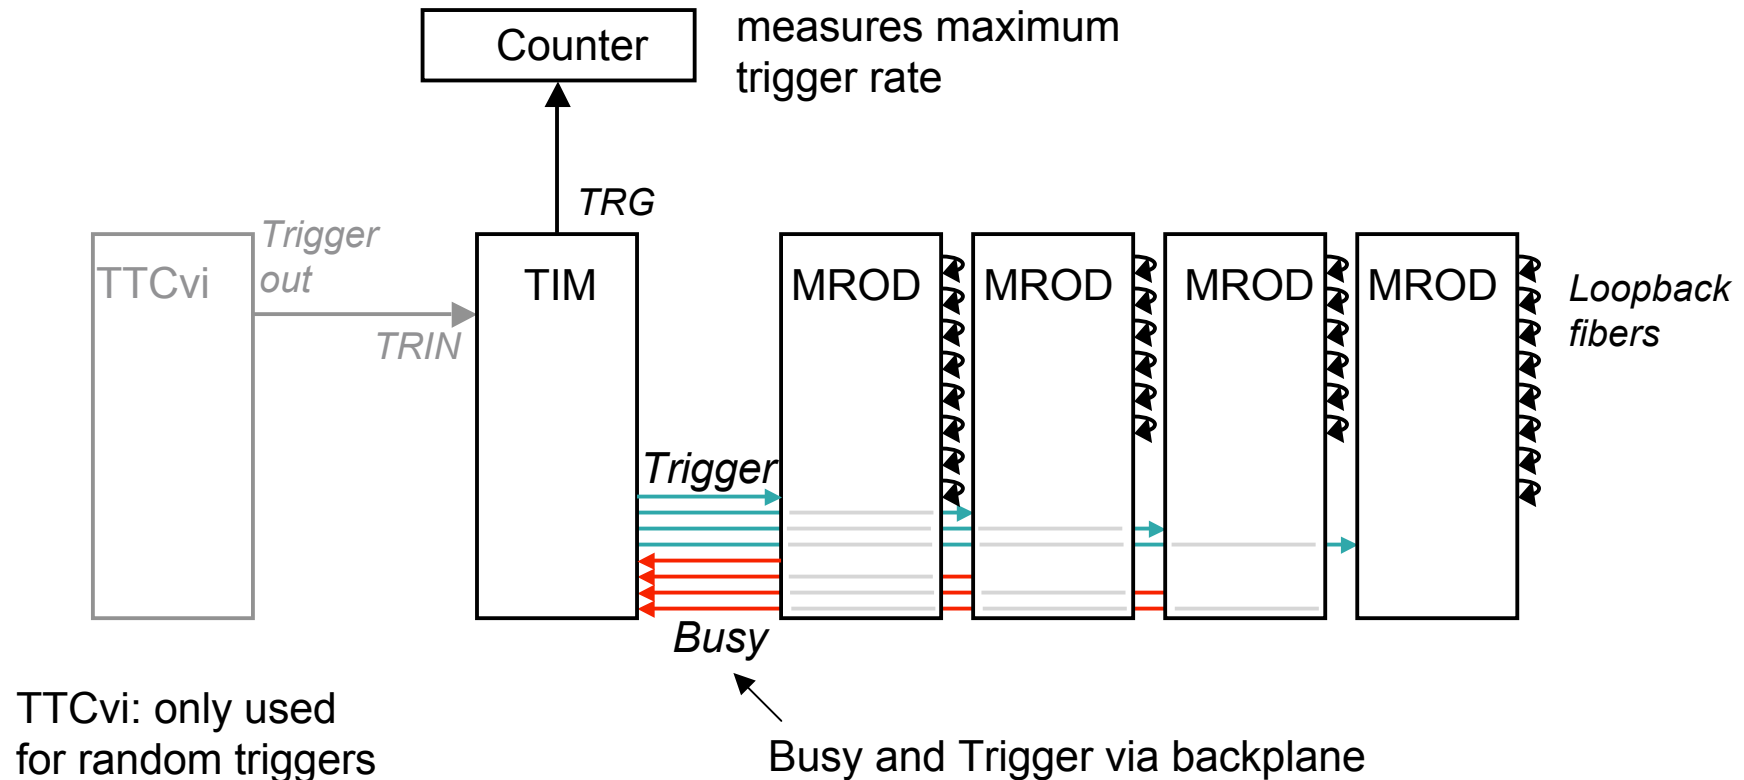 Counter
measures maximum
trigger rate
TRG
Trigger
out
TTCvi
TRIN
TIM
MROD
MROD
MROD
MROD
Loopback
fibers
Trigger
Busy
TTCvi: only used
for random triggers
Busy and Trigger via backplane